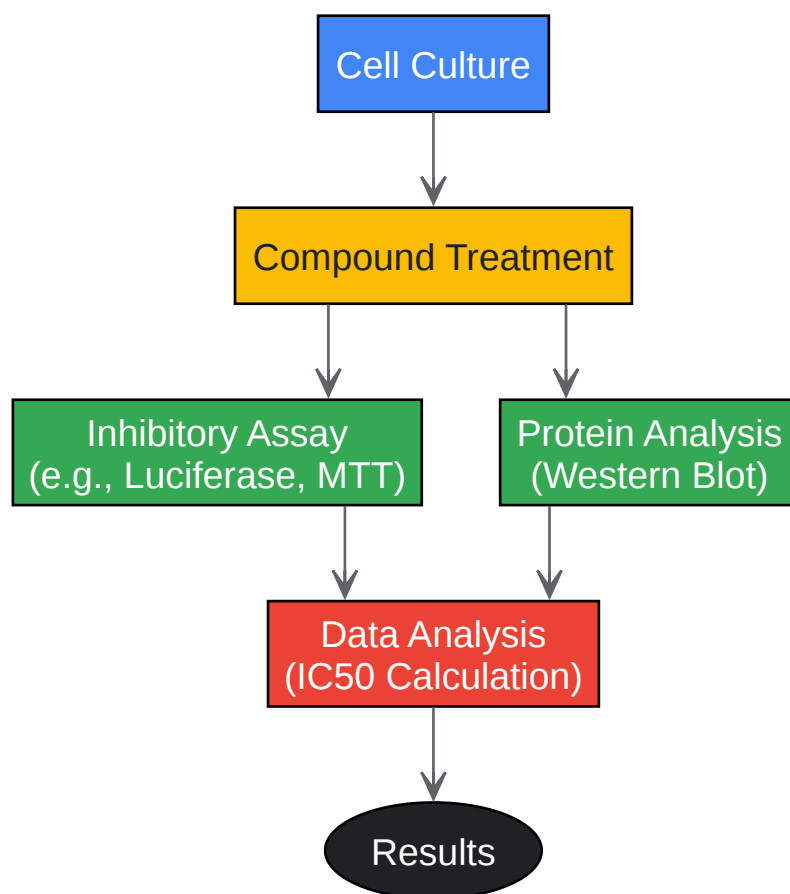 Cell Culture
Compound Treatment
Inhibitory Assay
(e.g., Luciferase, MTT)
Protein Analysis
(Western Blot)
Data Analysis
(IC50 Calculation)
Results